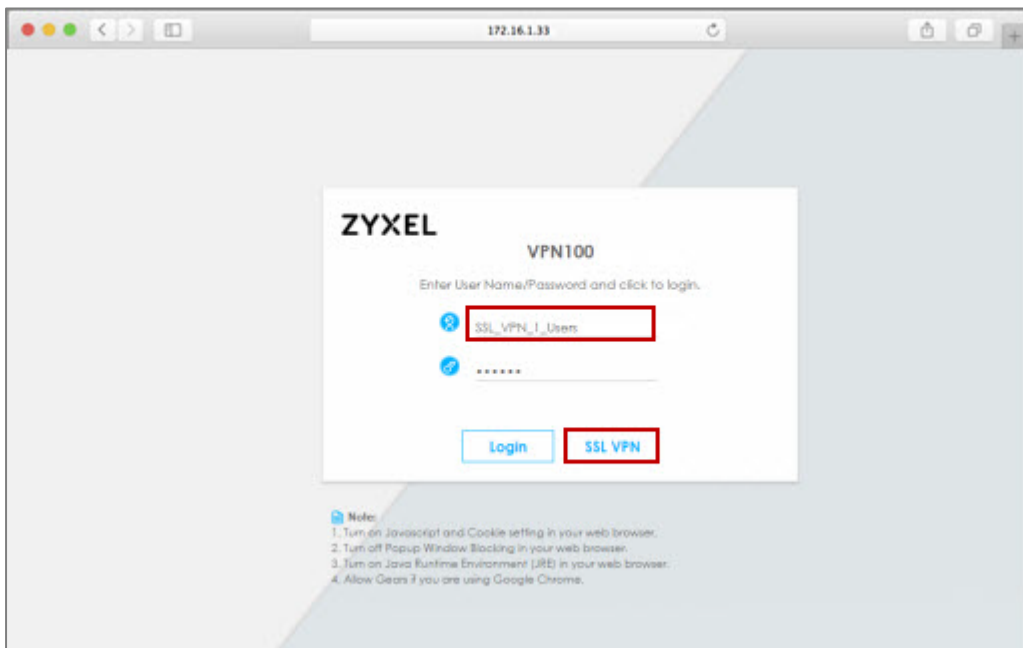 172.16.1.33
ZYXEL
VPN100
Enter User Name/Password and click to login.
SSL_VPN_1_Users
Login SSL VPN
Note:
1. Turn on Javascript and Cookie setting in your web browser.
2. Turn off Popup Window Blocking in your web browser.
3. Turn on Java Runtime Environment (JRE) in your web browser.
4. Allow Gears if you are using Google Chrome.